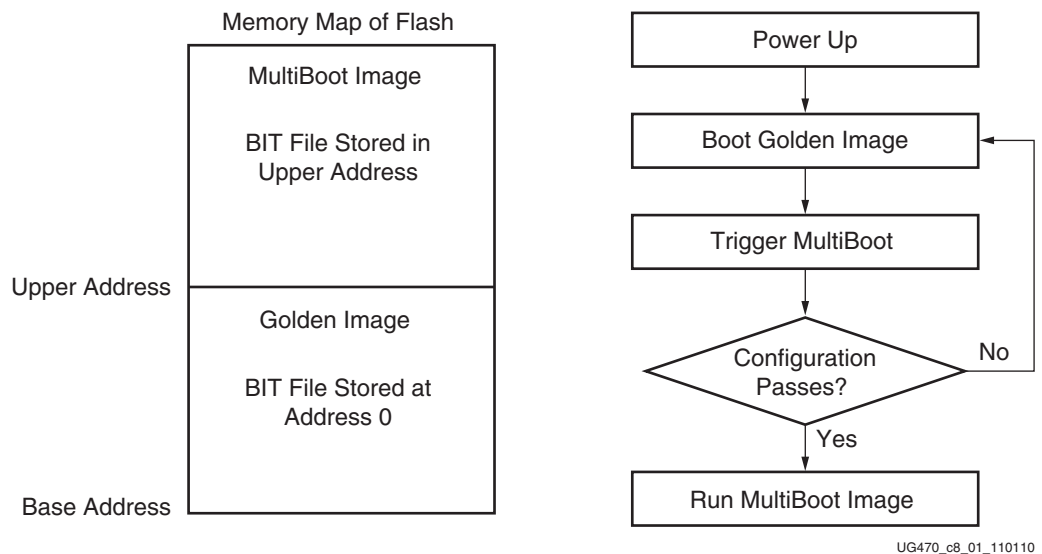 Memory Map of Flash
MultiBoot Image
BIT File Stored in
Upper Address
Upper Address
Golden Image
BIT File Stored at
Address 0
Base Address
Power Up
Boot Golden Image
Trigger MultiBoot
Configuration
Passes?
No
Yes
Run MultiBoot Image
UG470_c8_01_110110